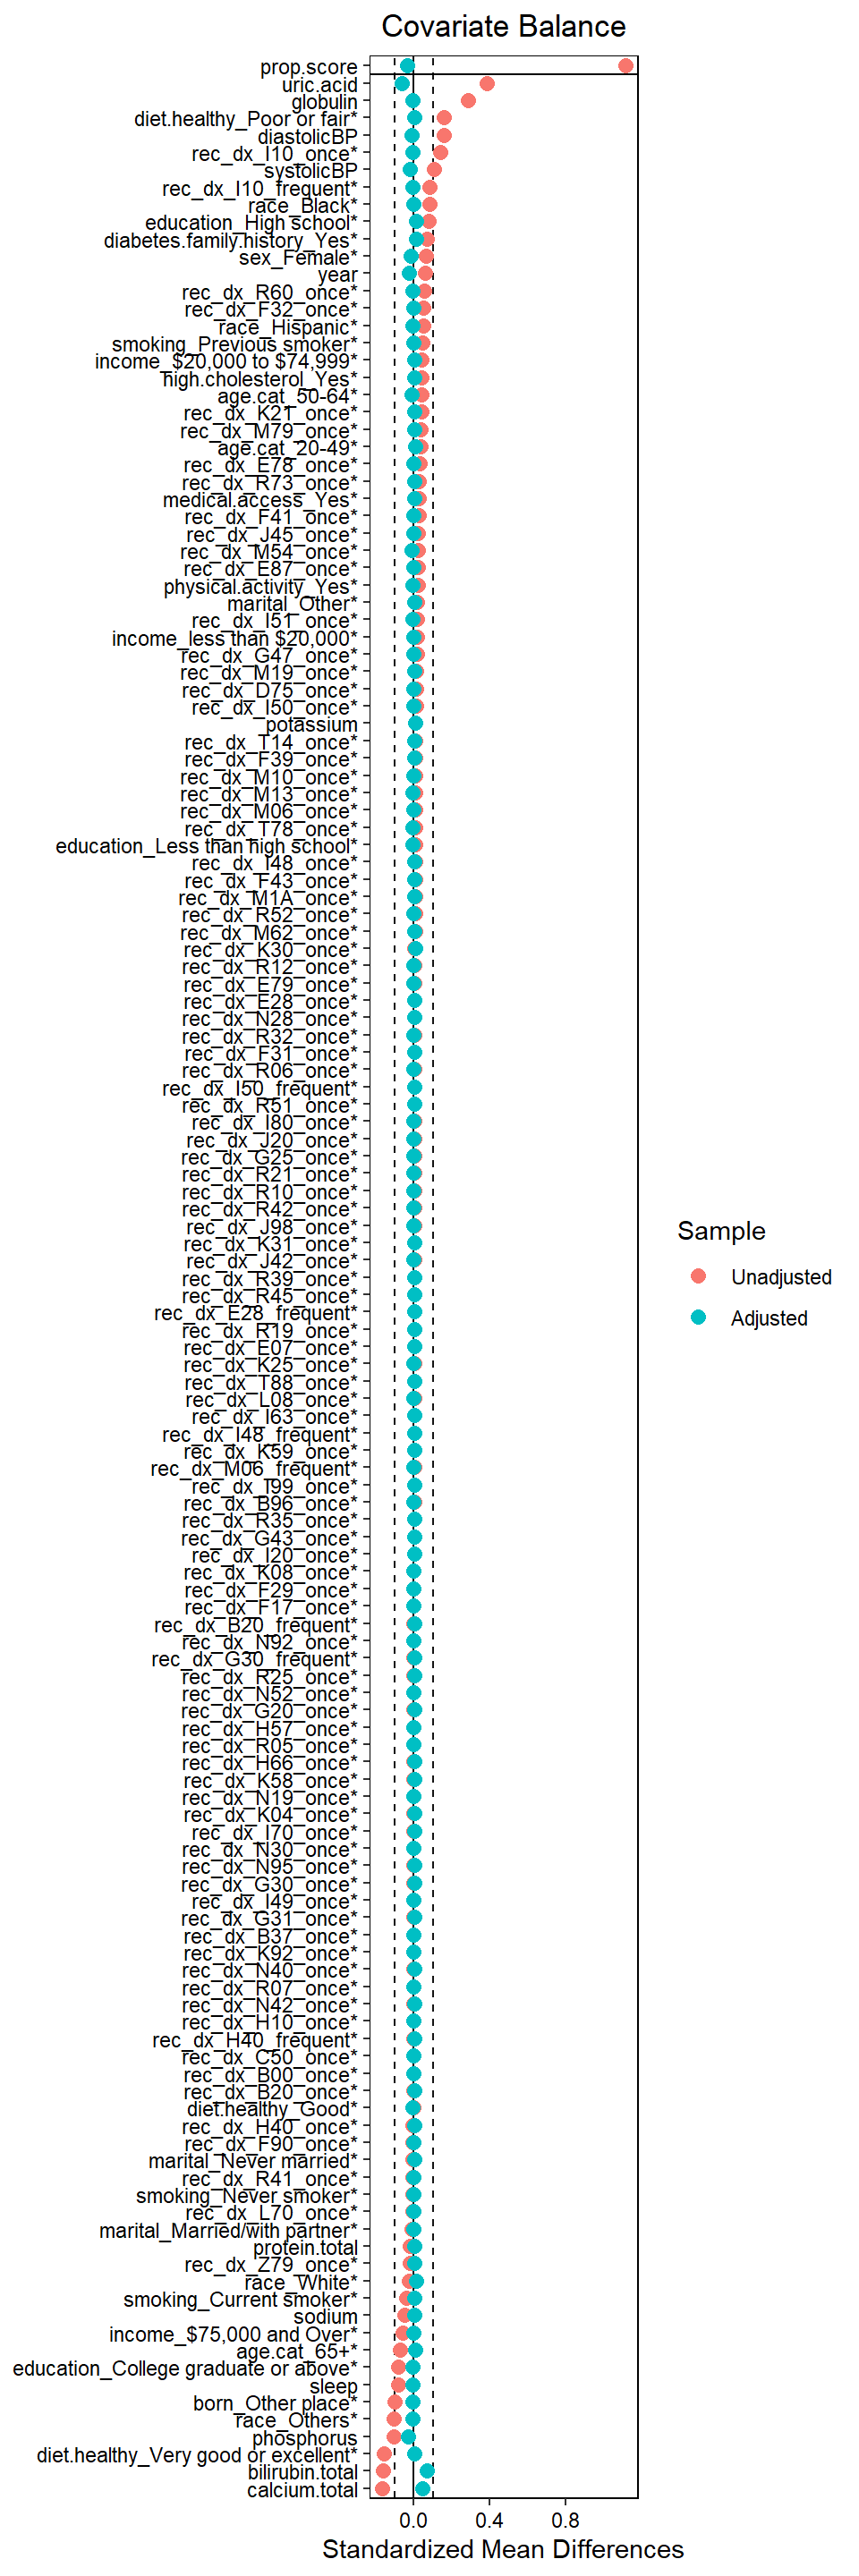 Covariate Balance
prop.score
uric.acid
globulin
diet.healthy_Poor or fair*
diastolicBP
rec_dx_I10_once*
systolicBP
rec_dx_I10_frequent*
race_Black*
education_High school*
diabetes.family.history_Yes*
sex_Female*
year
rec_dx_R60_once*
rec_dx_F32_once*
race_Hispanic*
smoking_Previous smoker*
income_$20,000 to $74,999*
high.cholesterol_Yes*
age.cat_50-64*
rec_dx_K21_once*
rec_dx_M79_once*
age.cat_20-49*
rec_dx_E78_once*
rec_dx_R73_once*
medical.access_Yes*
rec_dx_F41_once*
rec_dx_J45_once*
rec_dx_M54_once*
rec_dx_E87_once*
physical.activity_Yes*
marital_Other*
rec_dx_I51_once*
income_less than $20,000*
rec_dx_G47_once*
rec_dx_M19_once*
rec_dx_D75_once*
rec_dx_I50_once*
potassium
rec_dx_T14_once*
rec_dx_F39_once*
rec_dx_M10_once*
rec_dx_M13_once*
rec_dx_M06_once*
rec_dx_T78_once*
education_Less than high school*
rec_dx_I48_once*
rec_dx_F43_once*
rec_dx_M1A_once*
rec_dx_R52_once*
rec_dx_M62_once*
rec_dx_K30_once*
rec_dx_R12_once*
rec_dx_E79_once*
rec_dx_E28_once*
rec_dx_N28_once*
rec_dx_R32_once*
rec_dx_F31_once*
rec_dx_R06_once*
rec_dx_I50_frequent*
rec_dx_R51_once*
rec_dx_I80_once*
rec_dx_J20_once*
rec_dx_G25_once*
rec_dx_R21_once*
rec_dx_R10_once*
rec_dx_R42_once*
rec_dx_J98_once*
rec_dx_K31_once*
rec_dx_J42_once*
rec_dx_R39_once*
rec_dx_R45_once*
rec_dx_E28_frequent*
rec_dx_R19_once*
rec_dx_E07_once*
rec_dx_K25_once*
rec_dx_T88_once*
rec_dx_L08_once*
rec_dx_I63_once*
rec_dx_I48_frequent*
rec_dx_K59_once*
rec_dx_M06_frequent*
rec_dx_I99_once*
rec_dx_B96_once*
rec_dx_R35_once*
rec_dx_G43_once*
rec_dx_I20_once*
rec_dx_K08_once*
rec_dx_F29_once*
rec_dx_F17_once*
rec_dx_B20_frequent*
rec_dx_N92_once*
rec_dx_G30_frequent*
rec_dx_R25_once*
rec_dx_N52_once*
rec_dx_G20_once*
rec_dx_H57_once*
rec_dx_R05_once*
rec_dx_H66_once*
rec_dx_K58_once*
rec_dx_N19_once*
rec_dx_K04_once*
rec_dx_I70_once*
rec_dx_N30_once*
rec_dx_N95_once*
rec_dx_G30_once*
rec_dx_I49_once*
rec_dx_G31_once*
rec_dx_B37_once*
rec_dx_K92_once*
rec_dx_N40_once*
rec_dx_R07_once*
rec_dx_N42_once*
rec_dx_H10_once*
rec_dx_H40_frequent*
rec_dx_C50_once*
rec_dx_B00_once*
rec_dx_B20_once*
diet.healthy_Good*
rec_dx_H40_once*
rec_dx_F90_once*
marital_Never married*
rec_dx_R41_once*
smoking_Never smoker*
rec_dx_L70_once*
marital_Married/with partner*
protein.total
rec_dx_Z79_once*
race_White*
smoking_Current smoker*
sodium
income_$75,000 and Over*
age.cat_65+*
education_College graduate or above*
sleep
born_Other place*
race_Others*
phosphorus
diet.healthy_Very good or excellent*
bilirubin.total
calcium.total
0.0 0.4 0.8
Standardized Mean Differences
Sample
Unadjusted
Adjusted